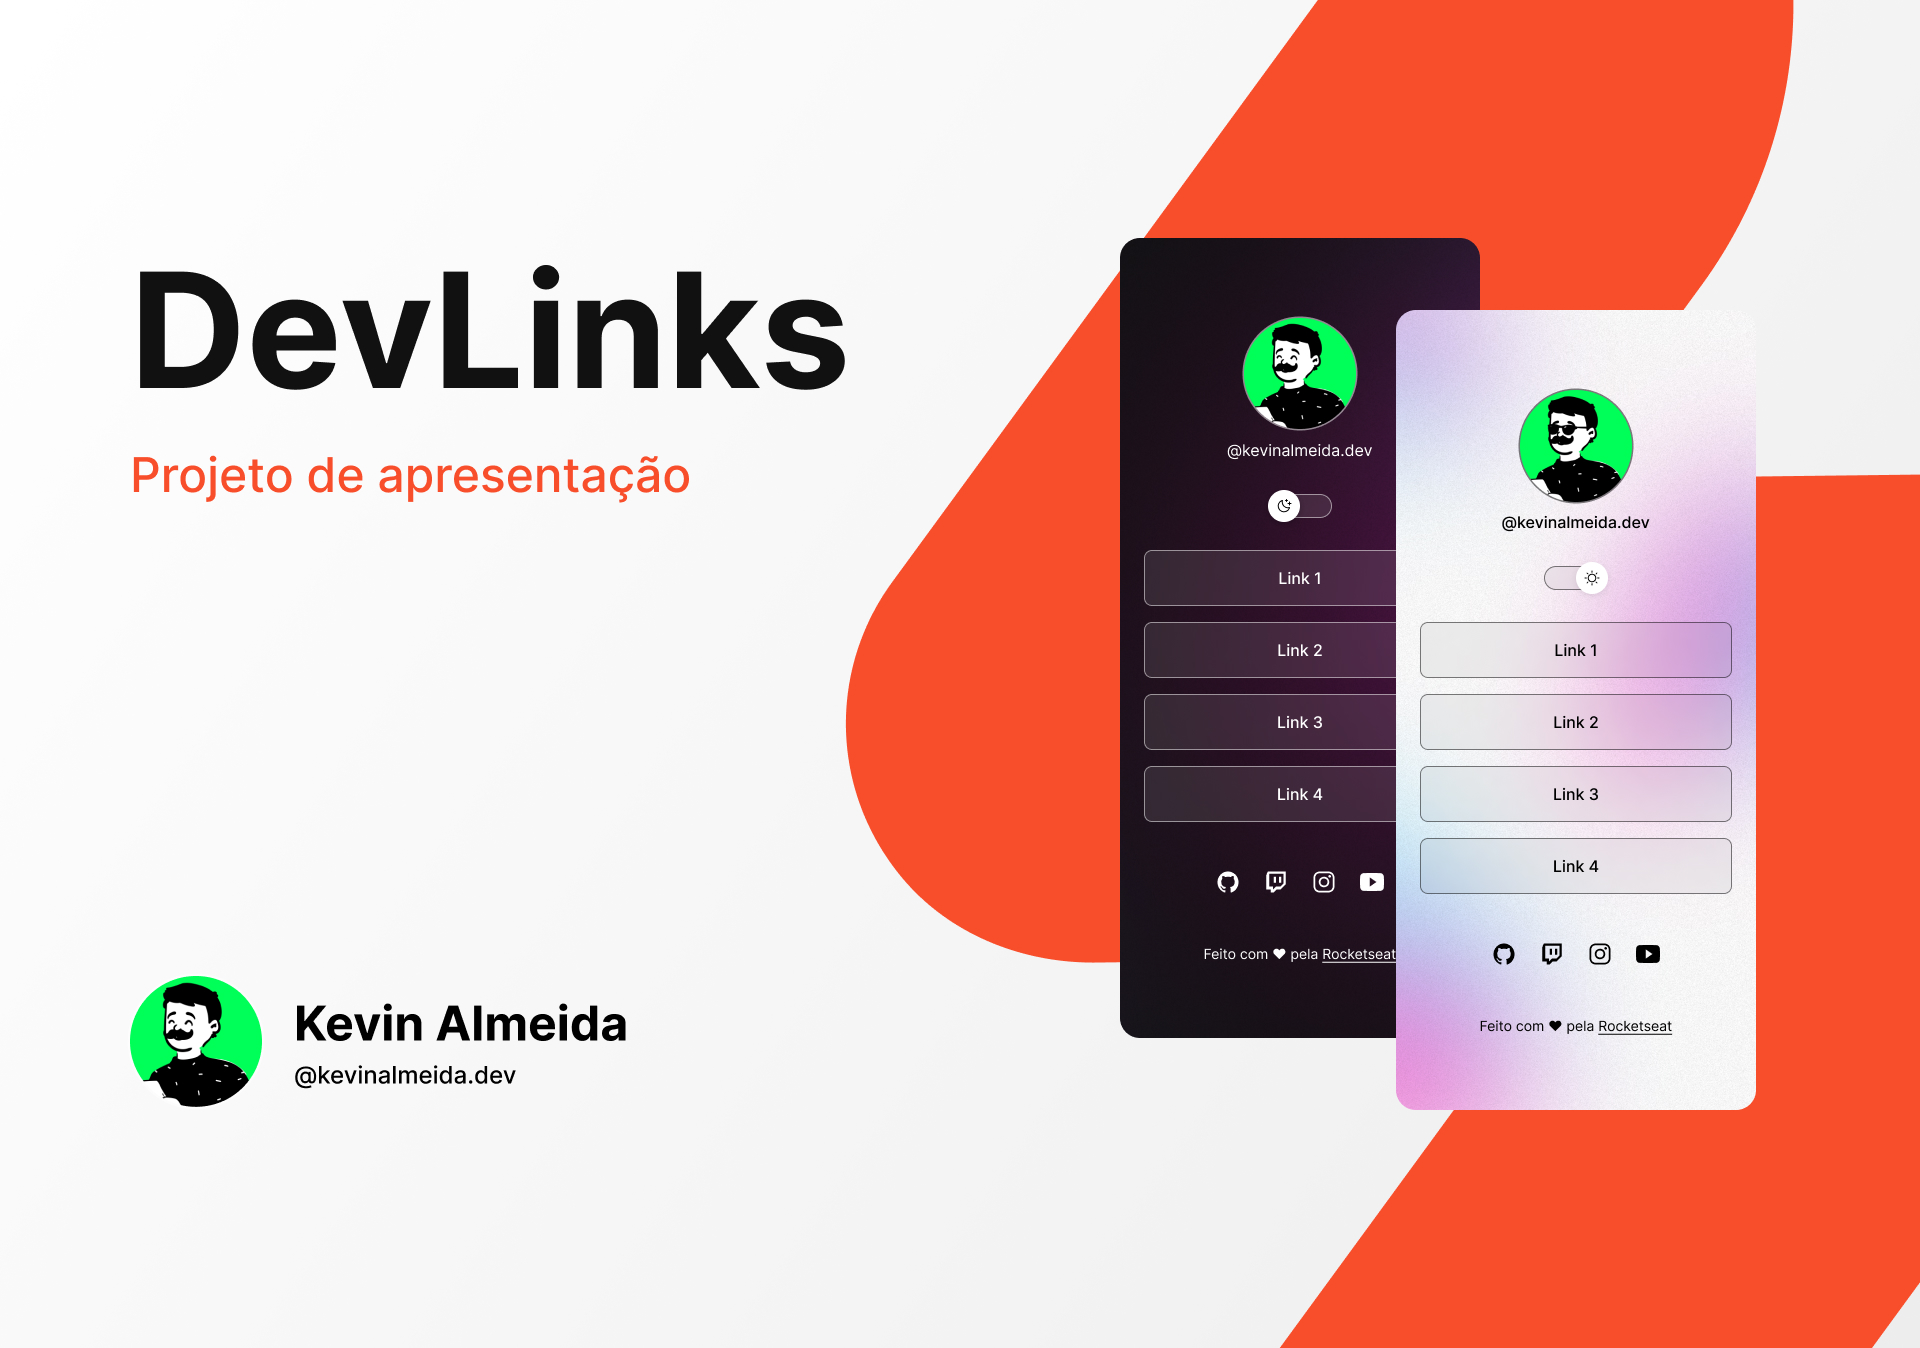 DevLinks
Projeto de apresentação
Kevin Almeida
@kevinalmeida.dev
@kevinalmeida.dev
Link 1
Link 2
Link 3
Link 4
Feito com ♥ pela Rocketseat
@kevinalmeida.dev
Link 1
Link 2
Link 3
Link 4
Feito com ♥ pela Rocketseat